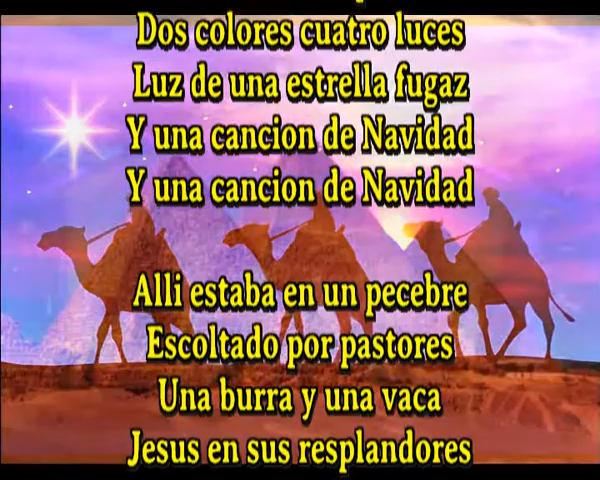 Dos colores cuatro luces
Luz de una estrella fugaz
Y una cancion de Navidad
Y una cancion de Navidad
Alli estaba en un pecebre
Escoltado por pastores
Una burra y una vaca
Jesus en sus resplandores